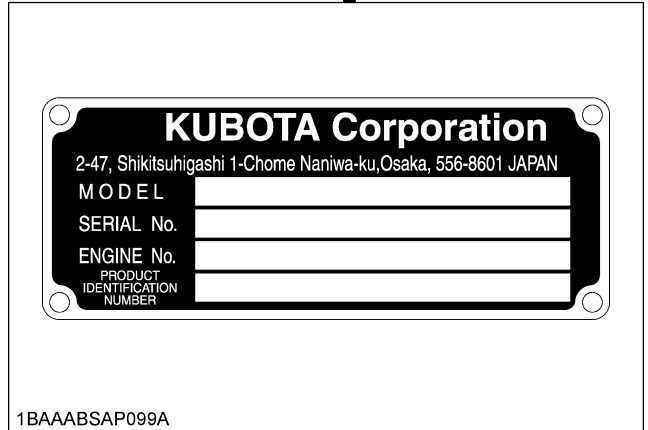 KUBOTA Corporation
2-47, Shikitsuhigashi 1-Chome Naniwa-ku,Osaka, 556-8601 JAPAN
MODEL
SERIAL No.
ENGINE No.
PRODUCT
IDENTIFICATION
NUMBER
1BAAABSAP099A